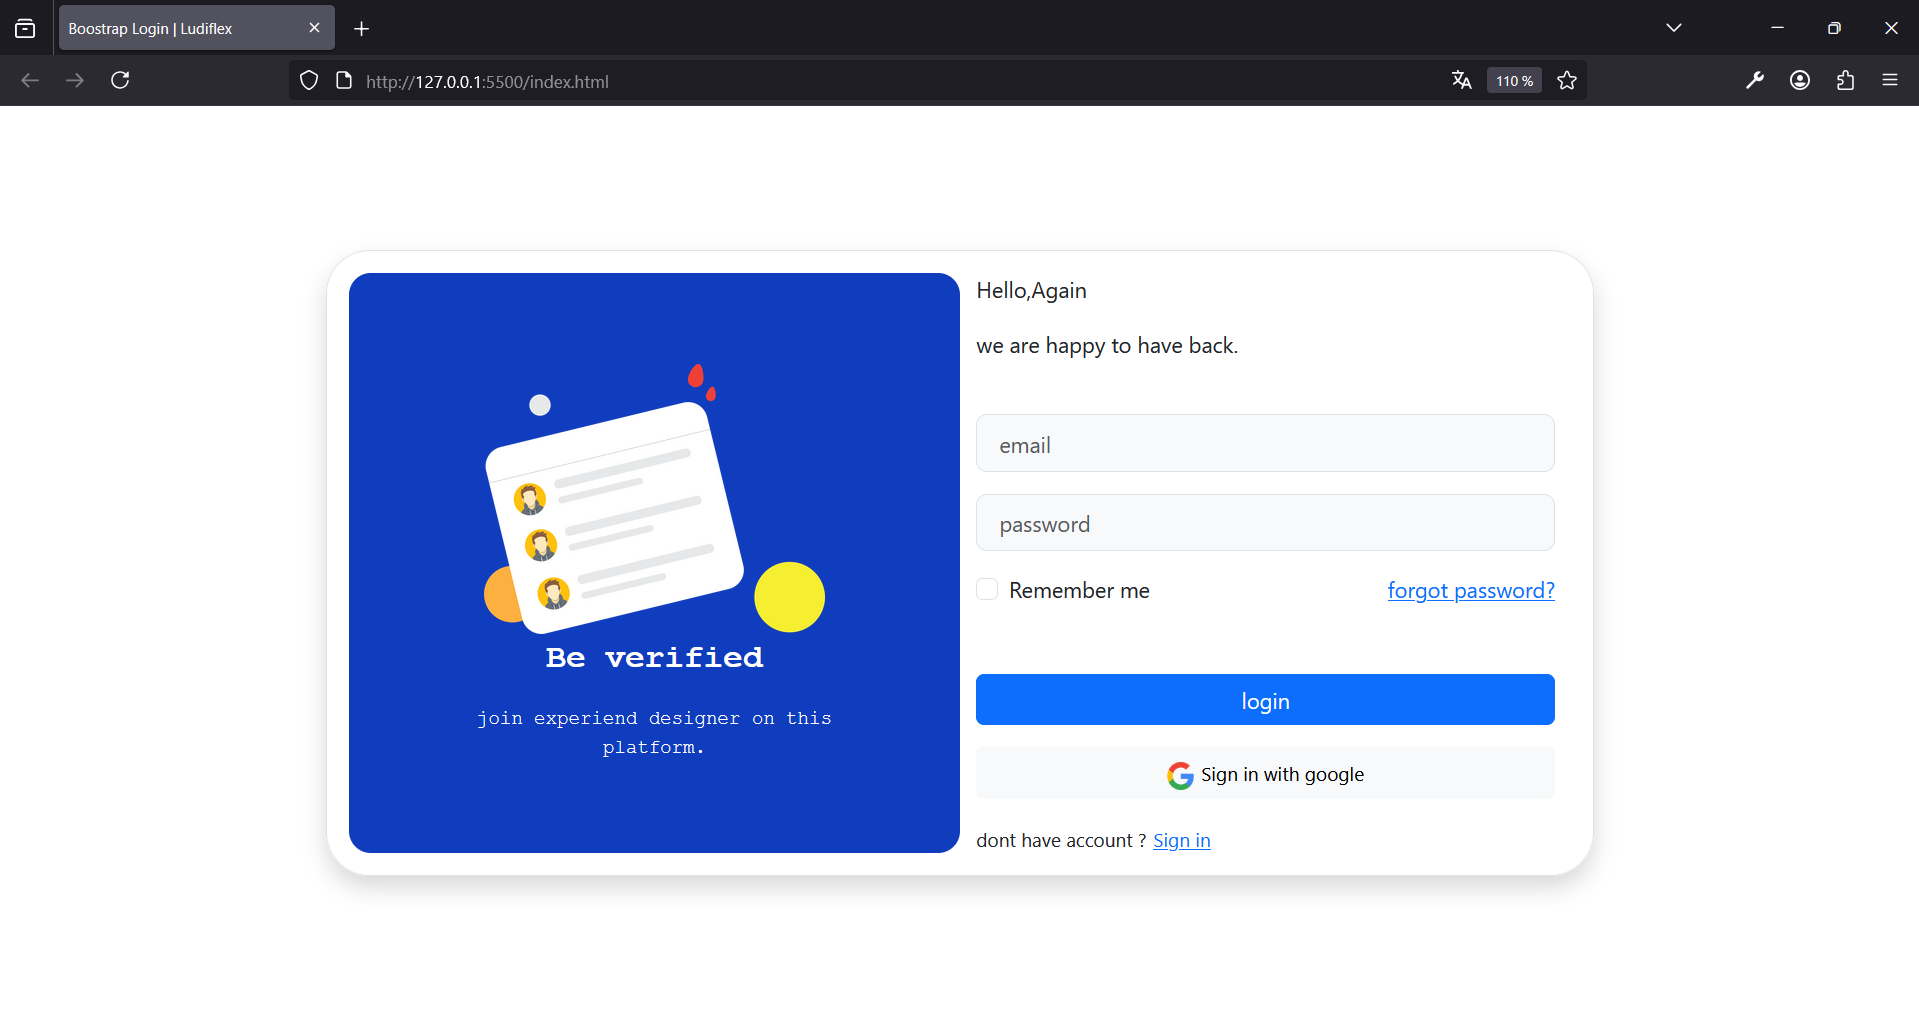 Boostrap Login | Ludiflex
http://127.0.0.1:5500/index.html
110 %
Be verified
join experiend designer on this
platform.
Hello,Again
we are happy to have back.
email
password
Remember me
forgot password?
login
Sign in with google
dont have account ? Sign in